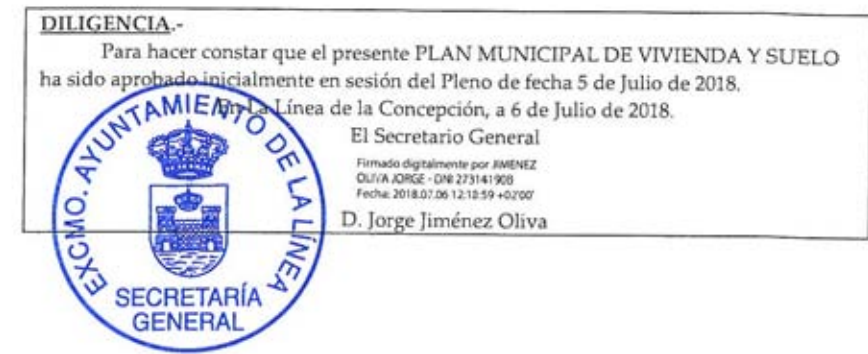 DILIGENCIA.-
Para hacer constar que el presente PLAN MUNICIPAL DE VIVIENDA Y SUELO
ha sido aprobado inicialmente en sesión del Pleno de fecha 5 de Julio de 2018.
En La Línea de la Concepción, a 6 de Julio de 2018.
El Secretario General
Firmado digitalmente por JIMENEZ
OLIVA JORGE - DNI 27314190B
Fecha: 2018.07.06 12:10:59 +02'00'
D. Jorge Jiménez Oliva
EXCMO. AYUNTAMIENTO DE LA LÍNEA
SECRETARÍA
GENERAL